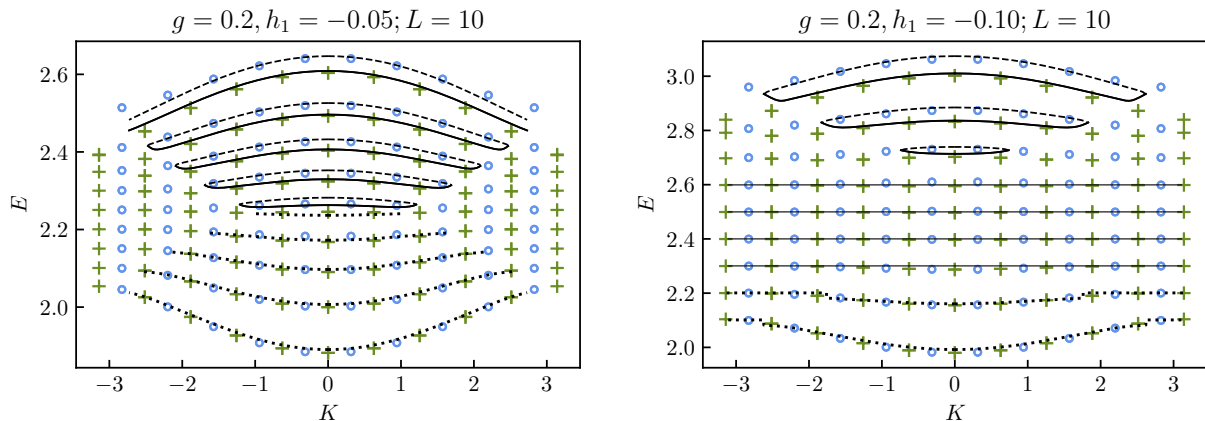 g = 0.2, h₁ = −0.05; L = 10
E
2.6
2.4
2.2
2.0
−3 −2 −1 0 1 2 3
K
g = 0.2, h₁ = −0.10; L = 10
E
3.0
2.8
2.6
2.4
2.2
2.0
−3 −2 −1 0 1 2 3
K